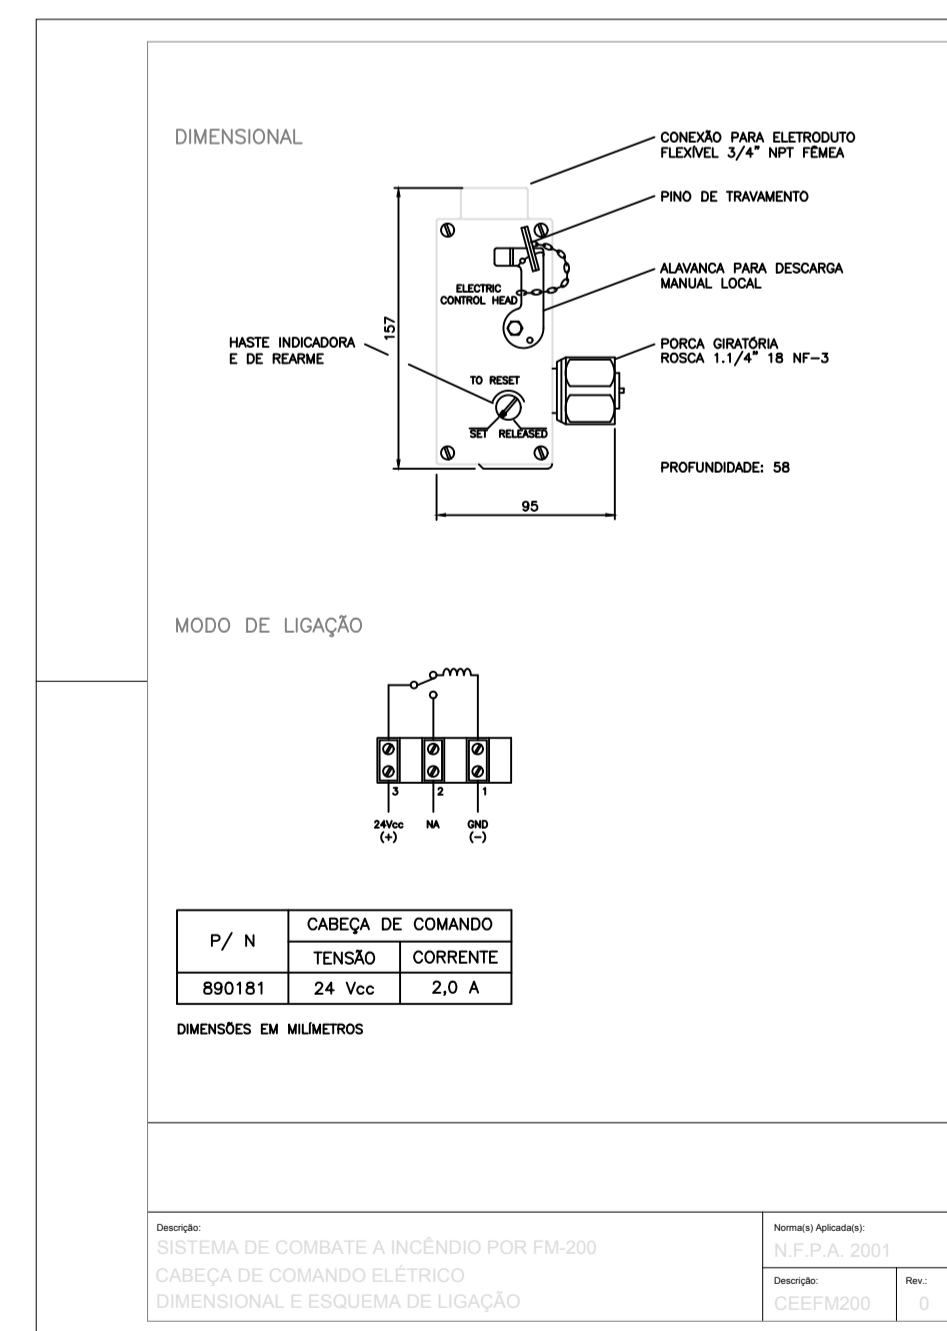 DIMENSIONAL
CONEXÃO PARA ELETRODUTO
FLEXÍVEL 3/4" NPT FÊMEA
PINO DE TRAVAMENTO
ALAVANCA PARA DESCARGA
MANUAL LOCAL
ELECTRIC
CONTROL HEAD
157
HASTE INDICADORA
E DE REARME
PORCA GIRATÓRIA
ROSCA 1.1/4" 18 NF-3
TO RESET
SET RELEASED
PROFUNDIDADE: 58
95
MODO DE LIGAÇÃO
3 2 1
24Vcc NA GND
(+) (-)
P/ N CABEÇA DE COMANDO
TENSÃO CORRENTE
890181 24 Vcc 2,0 A
DIMENSÕES EM MILÍMETROS
Descrição:
SISTEMA DE COMBATE A INCÊNDIO POR FM-200
CABEÇA DE COMANDO ELÉTRICO
DIMENSIONAL E ESQUEMA DE LIGAÇÃO
Norma(s) Aplicada(s):
N.F.P.A. 2001
Descrição: Rev.:
CEEFM200 0